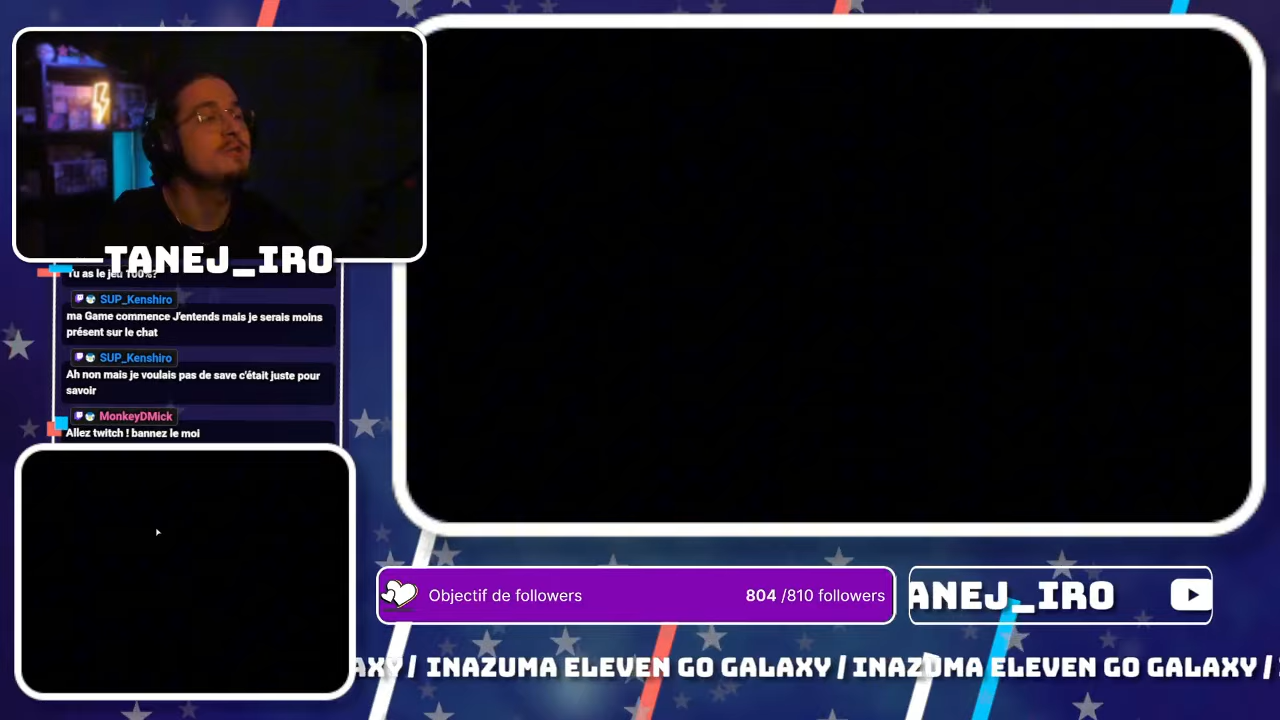 TANEJ_IRO
Tu as le jeu 100%?
SUP_Kenshiro
ma Game commence J'entends mais je serais moins
présent sur le chat
SUP_Kenshiro
Ah non mais je voulais pas de save c'était juste pour
savoir
MonkeyDMick
Allez twitch ! bannez le moi
Objectif de followers 804 /810 followers
ANEJ_IRO
AXY / INAZUMA ELEVEN GO GALAXY / INAZUMA ELEVEN GO GALAXY /